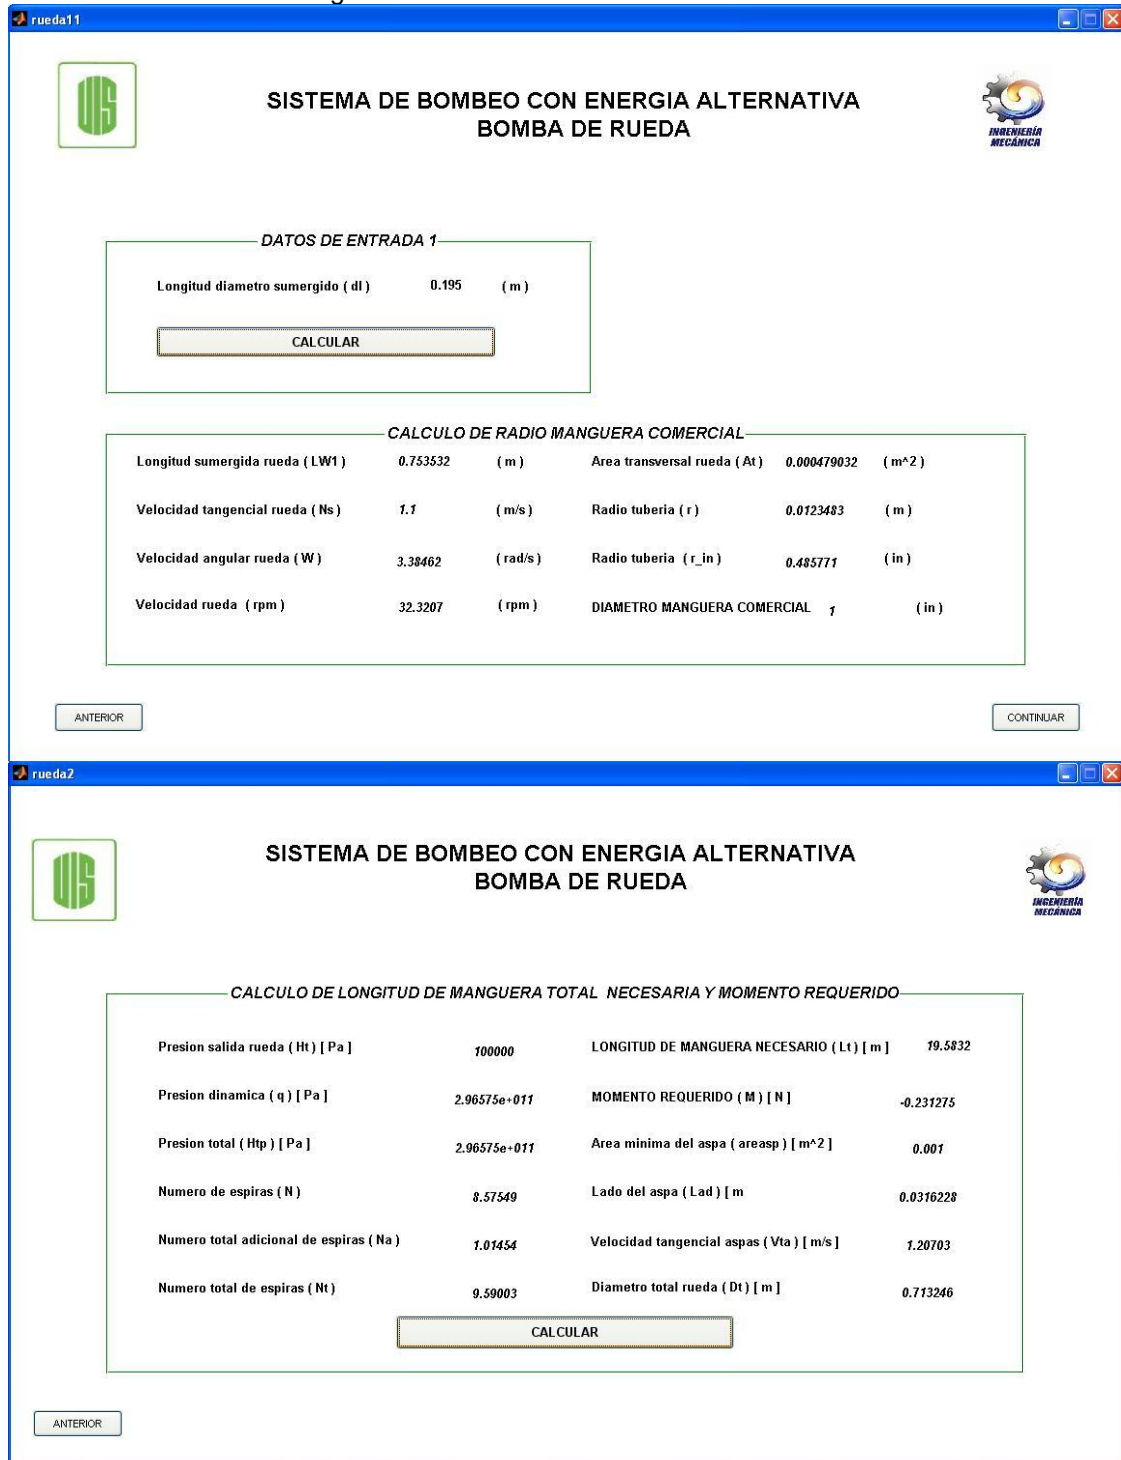 rueda11
UIS
SISTEMA DE BOMBEO CON ENERGIA ALTERNATIVA
BOMBA DE RUEDA
INGENIERÍA
MECÁNICA
DATOS DE ENTRADA 1
Longitud diametro sumergido ( dl ) 0.195 ( m )
CALCULAR
CALCULO DE RADIO MANGUERA COMERCIAL
Longitud sumergida rueda ( LW1 ) 0.753532 ( m ) Area transversal rueda ( At ) 0.000479032 ( m^2 )
Velocidad tangencial rueda ( Ns ) 1.1 ( m/s ) Radio tuberia ( r ) 0.0123483 ( m )
Velocidad angular rueda ( W ) 3.38462 ( rad/s ) Radio tuberia ( r_in ) 0.485771 ( in )
Velocidad rueda ( rpm ) 32.3207 ( rpm ) DIAMETRO MANGUERA COMERCIAL 1 ( in )
ANTERIOR CONTINUAR
rueda2
UIS
SISTEMA DE BOMBEO CON ENERGIA ALTERNATIVA
BOMBA DE RUEDA
INGENIERÍA
MECÁNICA
CALCULO DE LONGITUD DE MANGUERA TOTAL NECESARIA Y MOMENTO REQUERIDO
Presion salida rueda ( Ht ) [ Pa ] 100000 LONGITUD DE MANGUERA NECESARIO ( Lt ) [ m ] 19.5832
Presion dinamica ( q ) [ Pa ] 2.96575e+011 MOMENTO REQUERIDO ( M ) [ N ] -0.231275
Presion total ( Htp ) [ Pa ] 2.96575e+011 Area minima del aspa ( areasp ) [ m^2 ] 0.001
Numero de espiras ( N ) 8.57549 Lado del aspa ( Lad ) [ m 0.0316228
Numero total adicional de espiras ( Na ) 1.01454 Velocidad tangencial aspas ( Vta ) [ m/s ] 1.20703
Numero total de espiras ( Nt ) 9.59003 Diametro total rueda ( Dt ) [ m ] 0.713246
CALCULAR
ANTERIOR